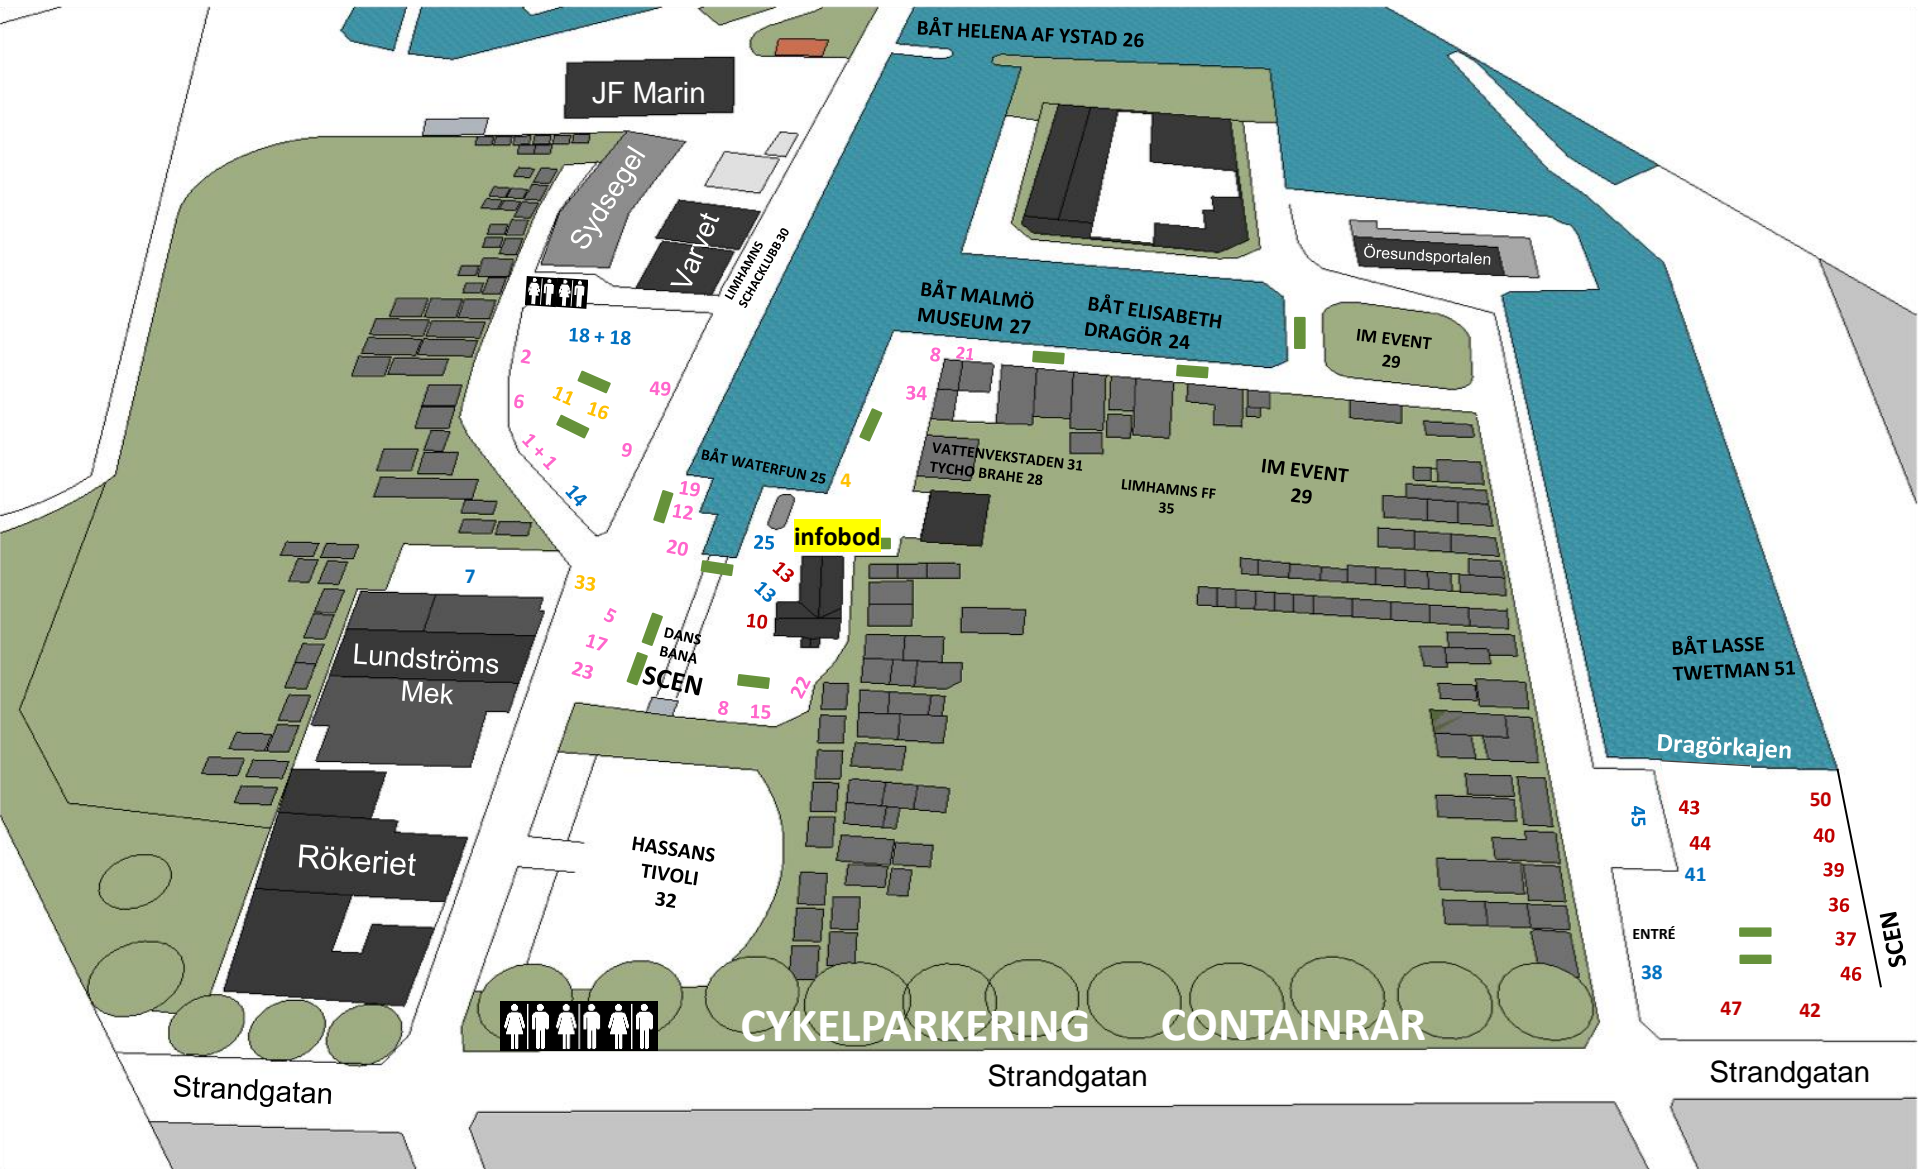 BÅT HELENA AF YSTAD 26
JF Marin
Sydsegel
Varvet
LIMHAMNS
SCHACKLUBB30
Öresundsportalen
BÅT MALMÖ
MUSEUM 27
BÅT ELISABETH
DRAGÖR 24
IM EVENT
29
18 + 18
2
49
11
16
6
1 + 1
9
14
8 21
34
BÅT WATERFUN 25
4
VATTENVEKSTADEN 31
TYCHO BRAHE 28
LIMHAMNS FF
35
IM EVENT
29
19
12
20
25
infobod
13
13
10
7
33
5
17
23
DANS
BANA
SCEN
22
8
15
Lundströms
Mek
BÅT LASSE
TWETMAN 51
Dragörkajen
Rökeriet
HASSANS
TIVOLI
32
45
43
50
44
40
41
39
36
ENTRÉ
37
SCEN
38
46
47
42
CYKELPARKERING
CONTAINRAR
Strandgatan
Strandgatan
Strandgatan